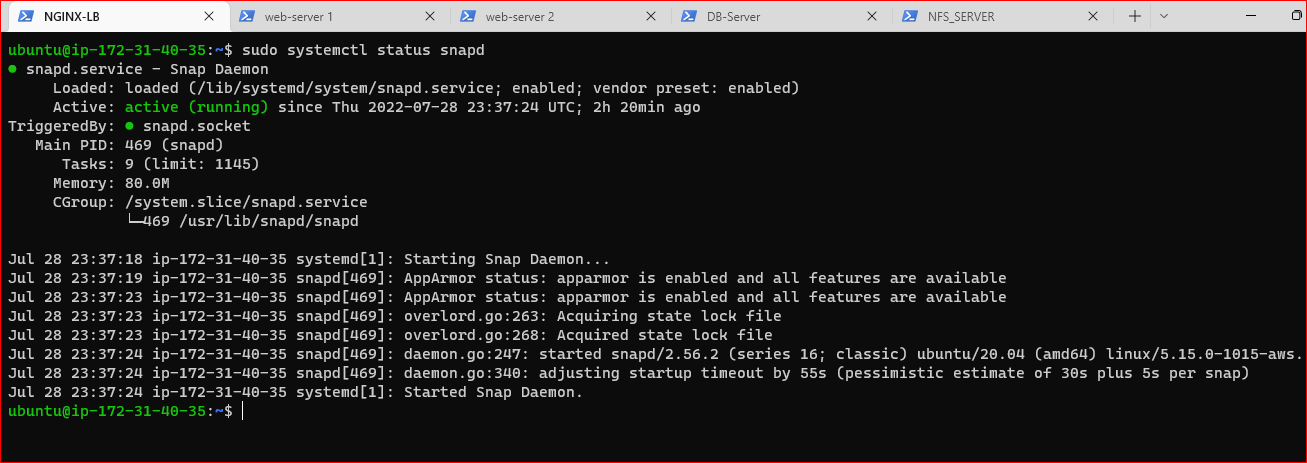 NGINX-LB web-server 1 web-server 2 DB-Server NFS_SERVER
ubuntu@ip-172-31-40-35:~$ sudo systemctl status snapd
● snapd.service - Snap Daemon
     Loaded: loaded (/lib/systemd/system/snapd.service; enabled; vendor preset: enabled)
     Active: active (running) since Thu 2022-07-28 23:37:24 UTC; 2h 20min ago
TriggeredBy: ● snapd.socket
   Main PID: 469 (snapd)
      Tasks: 9 (limit: 1145)
     Memory: 80.0M
     CGroup: /system.slice/snapd.service
             └─469 /usr/lib/snapd/snapd
Jul 28 23:37:18 ip-172-31-40-35 systemd[1]: Starting Snap Daemon...
Jul 28 23:37:19 ip-172-31-40-35 snapd[469]: AppArmor status: apparmor is enabled and all features are available
Jul 28 23:37:23 ip-172-31-40-35 snapd[469]: AppArmor status: apparmor is enabled and all features are available
Jul 28 23:37:23 ip-172-31-40-35 snapd[469]: overlord.go:263: Acquiring state lock file
Jul 28 23:37:23 ip-172-31-40-35 snapd[469]: overlord.go:268: Acquired state lock file
Jul 28 23:37:24 ip-172-31-40-35 snapd[469]: daemon.go:247: started snapd/2.56.2 (series 16; classic) ubuntu/20.04 (amd64) linux/5.15.0-1015-aws.
Jul 28 23:37:24 ip-172-31-40-35 snapd[469]: daemon.go:340: adjusting startup timeout by 55s (pessimistic estimate of 30s plus 5s per snap)
Jul 28 23:37:24 ip-172-31-40-35 systemd[1]: Started Snap Daemon.
ubuntu@ip-172-31-40-35:~$